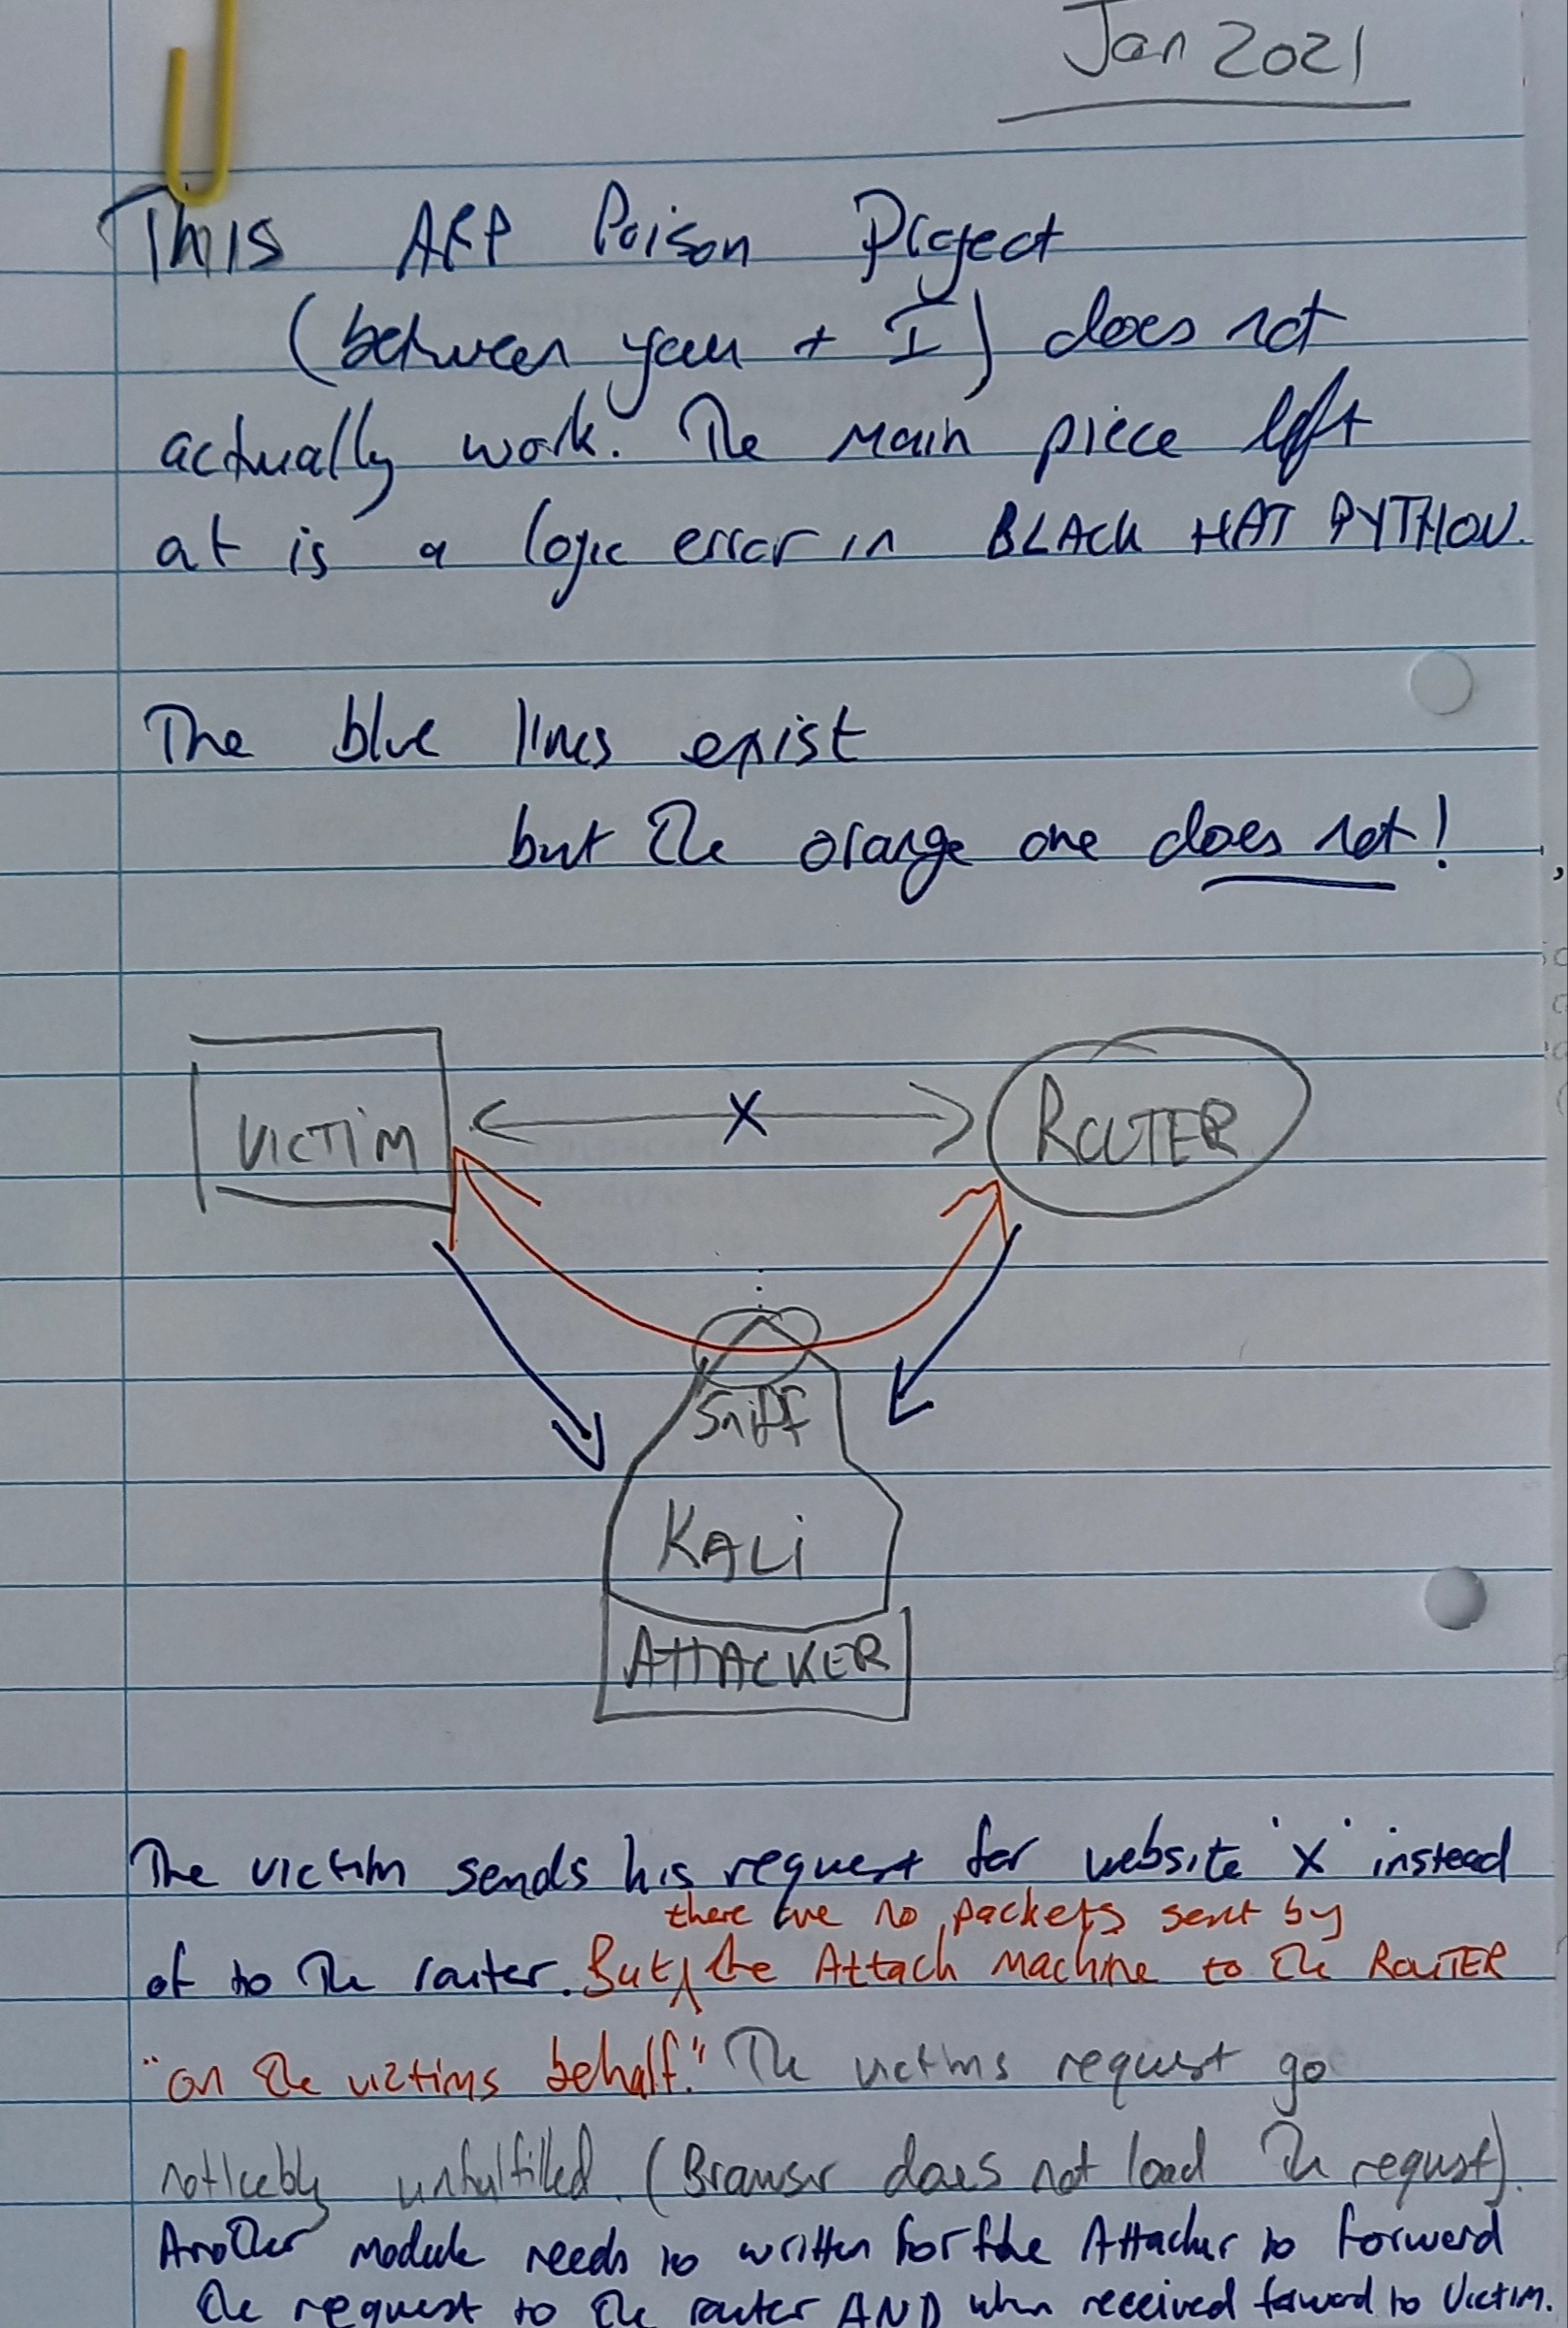 Jan 2021
This ARP Poison Project
(between you + I) does not
actually work. The main piece left
at is a logic error in BLACK HAT PYTHON.
The blue lines exist
but the orange one does not!
VICTIM
X
ROUTER
Sniff
KALi
ATTACKER
The victim sends his request for website 'X' instead
there are no packets sent by
of to the router. But the Attach Machine to the ROUTER
"on the victims behalf." The victims request go
noticebly unfulfilled. (Browser does not load the request).
Another module needs to written for the Attacker to forward
the request to the router AND when received forward to Victim.